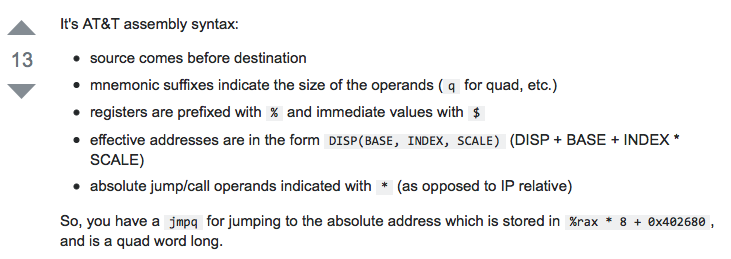 It's AT&T assembly syntax:
13
• source comes before destination
• mnemonic suffixes indicate the size of the operands ( q for quad, etc.)
• registers are prefixed with % and immediate values with $
• effective addresses are in the form DISP(BASE, INDEX, SCALE) (DISP + BASE + INDEX *
SCALE)
• absolute jump/call operands indicated with * (as opposed to IP relative)
So, you have a jmpq for jumping to the absolute address which is stored in %rax * 8 + 0x402680 ,
and is a quad word long.